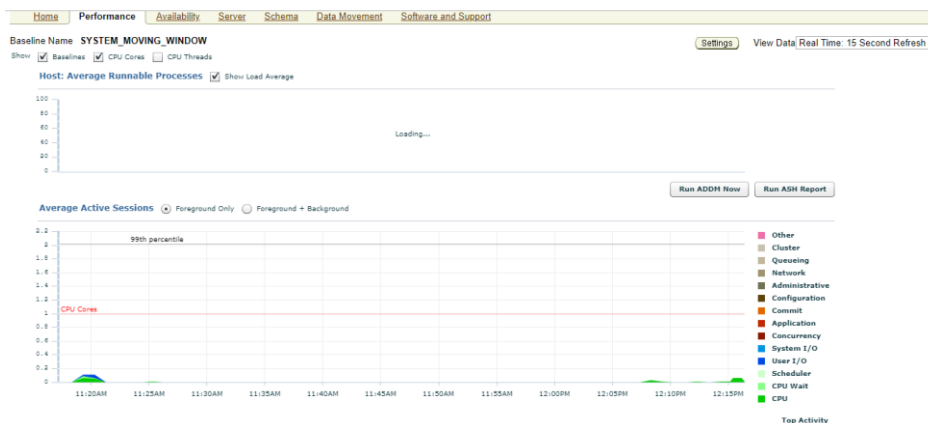 Home Performance Availability Server Schema Data Movement Software and Support
Baseline Name SYSTEM_MOVING_WINDOW Settings View Data Real Time: 15 Second Refresh
Show Baselines CPU Cores CPU Threads
Host: Average Runnable Processes Show Load Average
100
80
60
40
20
0
Loading...
Run ADDM Now Run ASH Report
Average Active Sessions Foreground Only Foreground + Background
2.2
2
1.8
1.6
1.4
1.2
1
0.8
0.6
0.4
0.2
0
99th percentile
CPU Cores
11:20AM 11:25AM 11:30AM 11:35AM 11:40AM 11:45AM 11:50AM 11:55AM 12:00PM 12:05PM 12:10PM 12:15PM
Other
Cluster
Queueing
Network
Administrative
Configuration
Commit
Application
Concurrency
System I/O
User I/O
Scheduler
CPU Wait
CPU
Top Activity